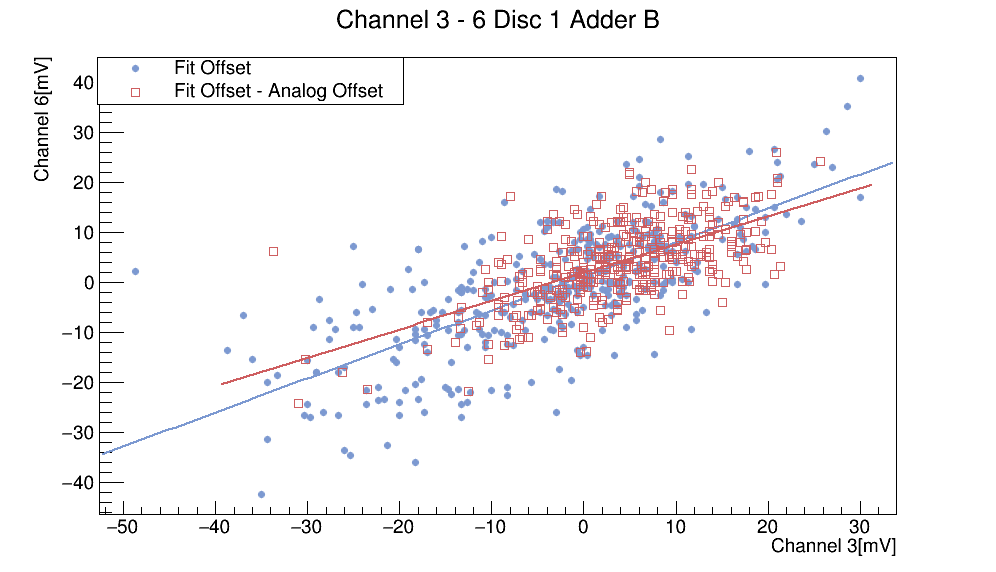 Channel 3 - 6 Disc 1 Adder B
Channel 6[mV]
Fit Offset
Fit Offset - Analog Offset
40
30
20
10
0
−10
−20
−30
−40
−50 −40 −30 −20 −10 0 10 20 30
Channel 3[mV]